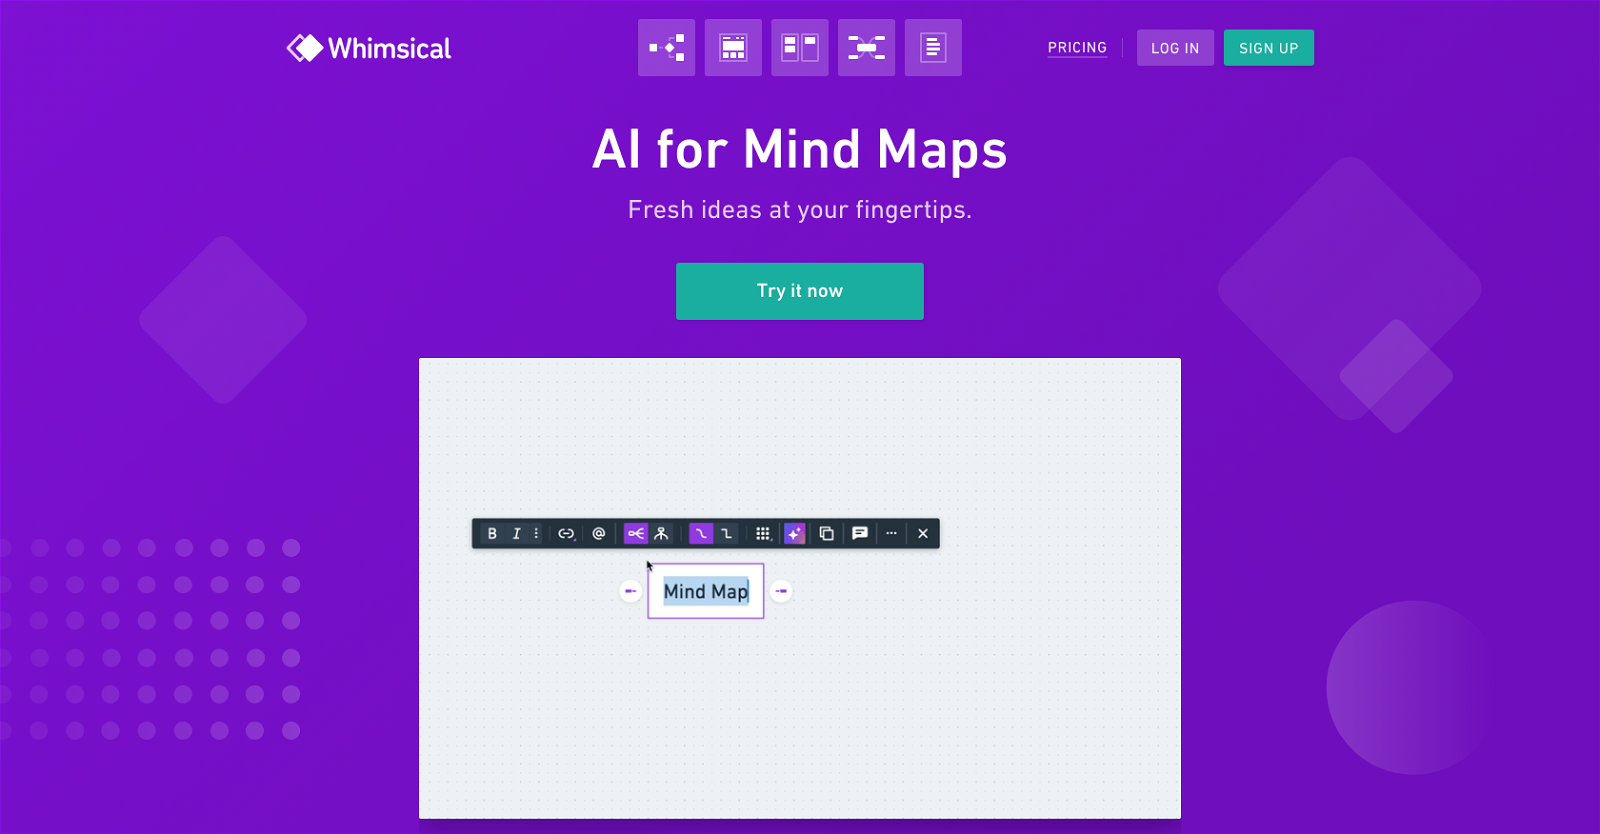 Whimsical
PRICING
LOG IN
SIGN UP
AI for Mind Maps
Fresh ideas at your fingertips.
Try it now
B I @
Mind Map